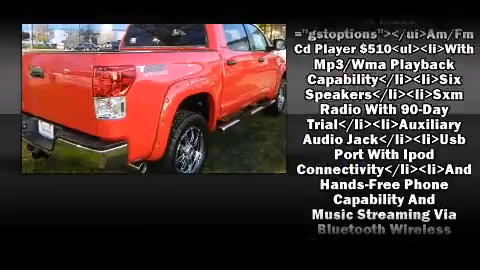 ="gstoptions"></ui>Am/Fm
Cd Player $510<ul><li>With
Mp3/Wma Playback
Capability</li><li>Six
Speakers</li><li>Sxm
Radio With 90-Day
Trial</li><li>Auxiliary
Audio Jack</li><li>Usb
Port With Ipod
Connectivity</li><li>And
Hands-Free Phone
Capability And
Music Streaming Via
Bluetooth Wireless